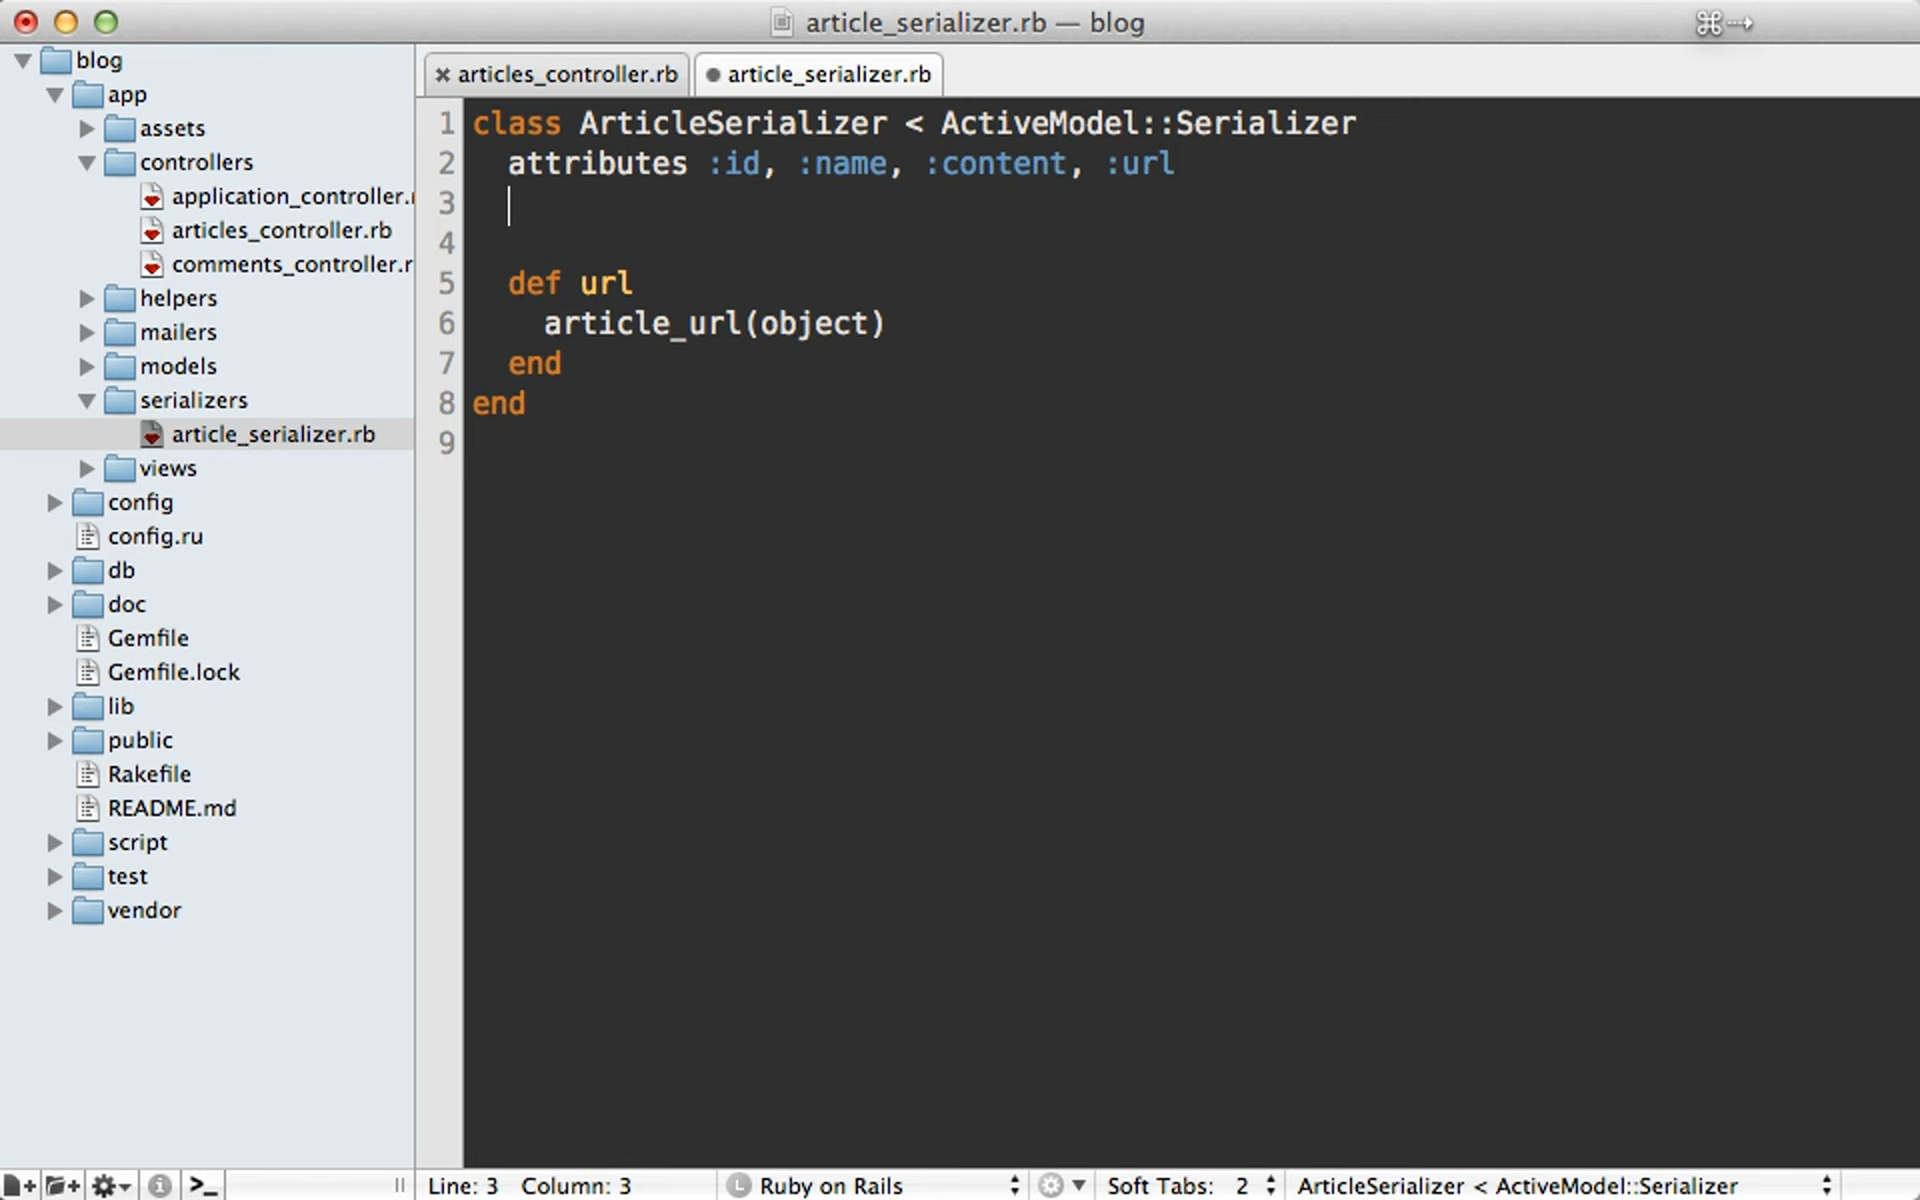 article_serializer.rb — blog
⌘⇢
blog
app
assets
controllers
application_controller.r
articles_controller.rb
comments_controller.r
helpers
mailers
models
serializers
article_serializer.rb
views
config
config.ru
db
doc
Gemfile
Gemfile.lock
lib
public
Rakefile
README.md
script
test
vendor
articles_controller.rb
article_serializer.rb
1 class ArticleSerializer < ActiveModel::Serializer
2   attributes :id, :name, :content, :url
3
4
5   def url
6     article_url(object)
7   end
8 end
9
Line: 3 Column: 3
L Ruby on Rails
Soft Tabs: 2
ArticleSerializer < ActiveModel::Serializer